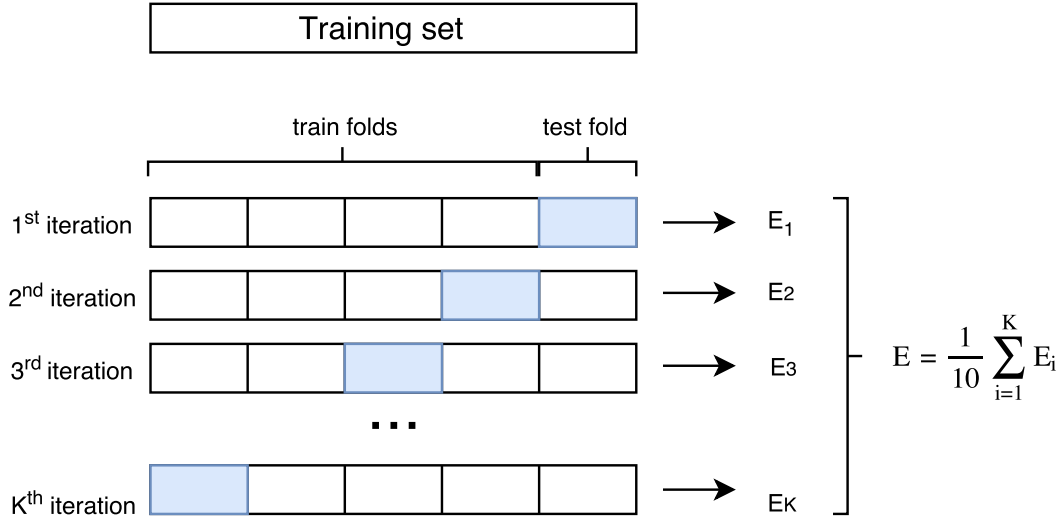 Training set
train folds
test fold
1st iteration
E1
2nd iteration
E2
3rd iteration
E3
...
Kth iteration
EK
E = 1/10 K∑i=1 Ei